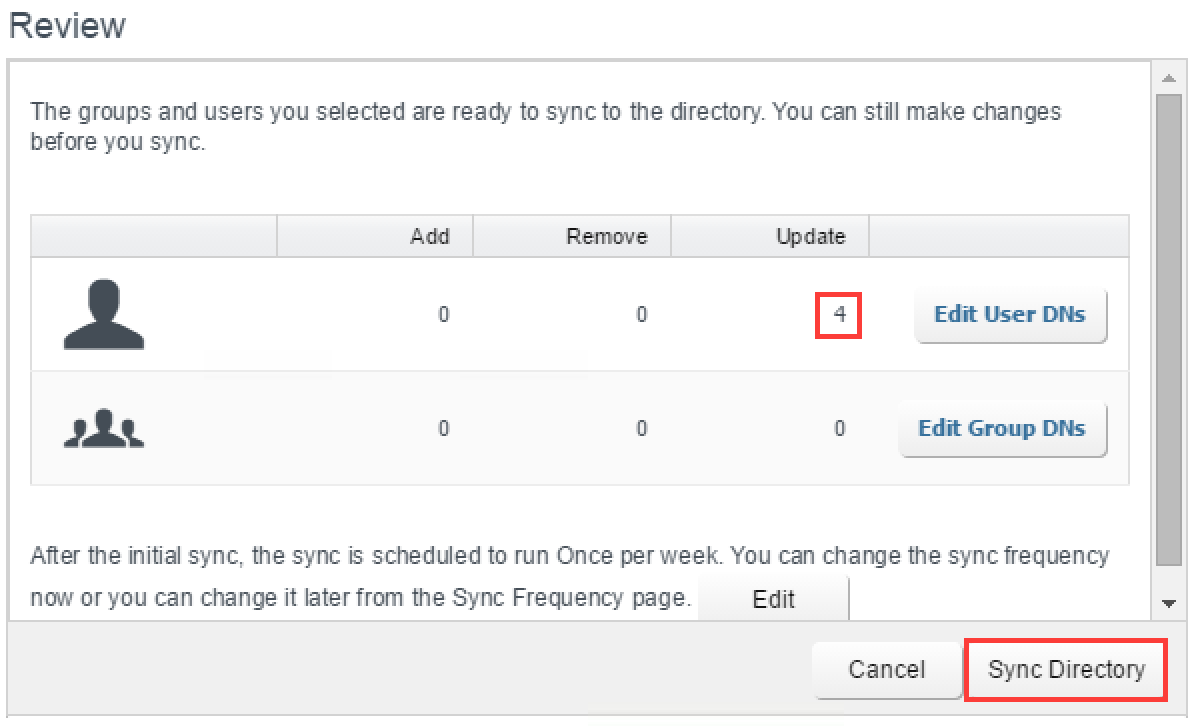 Review
The groups and users you selected are ready to sync to the directory. You can still make changes
before you sync.
Add Remove Update
0 0 4 Edit User DNs
0 0 0 Edit Group DNs
After the initial sync, the sync is scheduled to run Once per week. You can change the sync frequency
now or you can change it later from the Sync Frequency page. Edit
Cancel Sync Directory